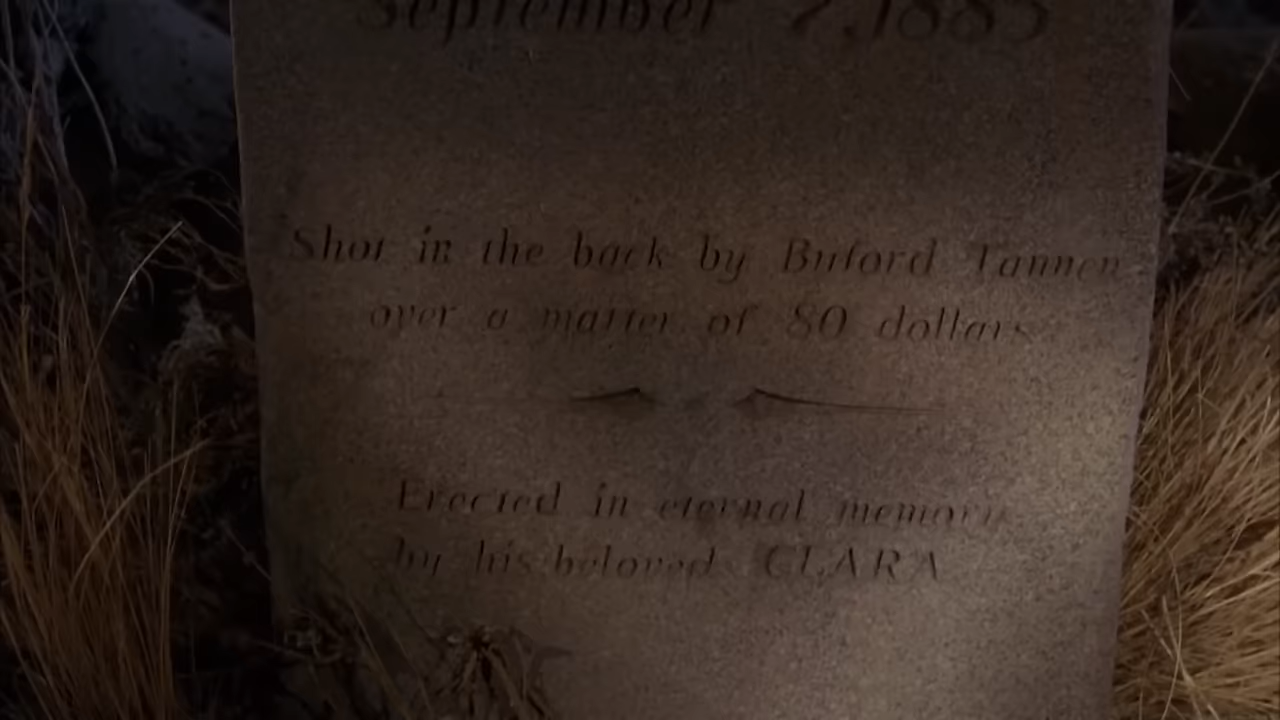 September 7, 1885
Shot in the back by Buford Tannen
over a matter of 80 dollars
Erected in eternal memory
by his beloved CLARA